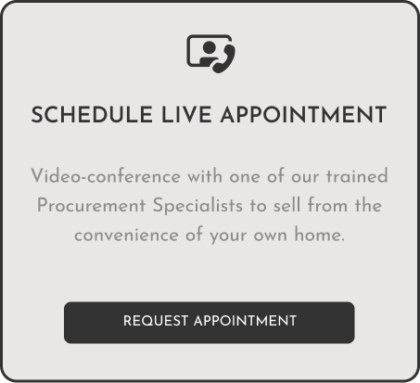 SCHEDULE LIVE APPOINTMENT
Video-conference with one of our trained
Procurement Specialists to sell from the
convenience of your own home.
REQUEST APPOINTMENT